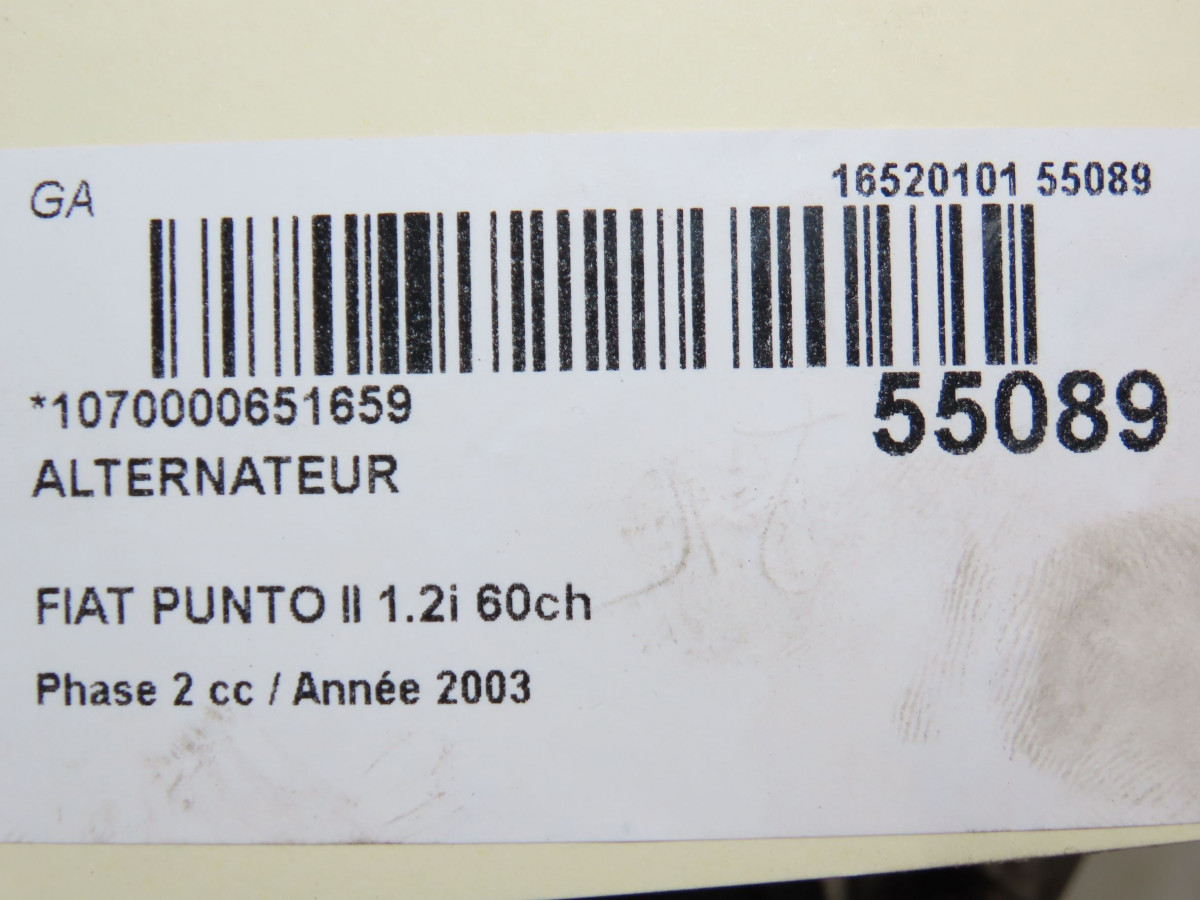 GA
16520101 55089
*1070000651659
55089
ALTERNATEUR
FIAT PUNTO II 1.2i 60ch
Phase 2 cc / Année 2003